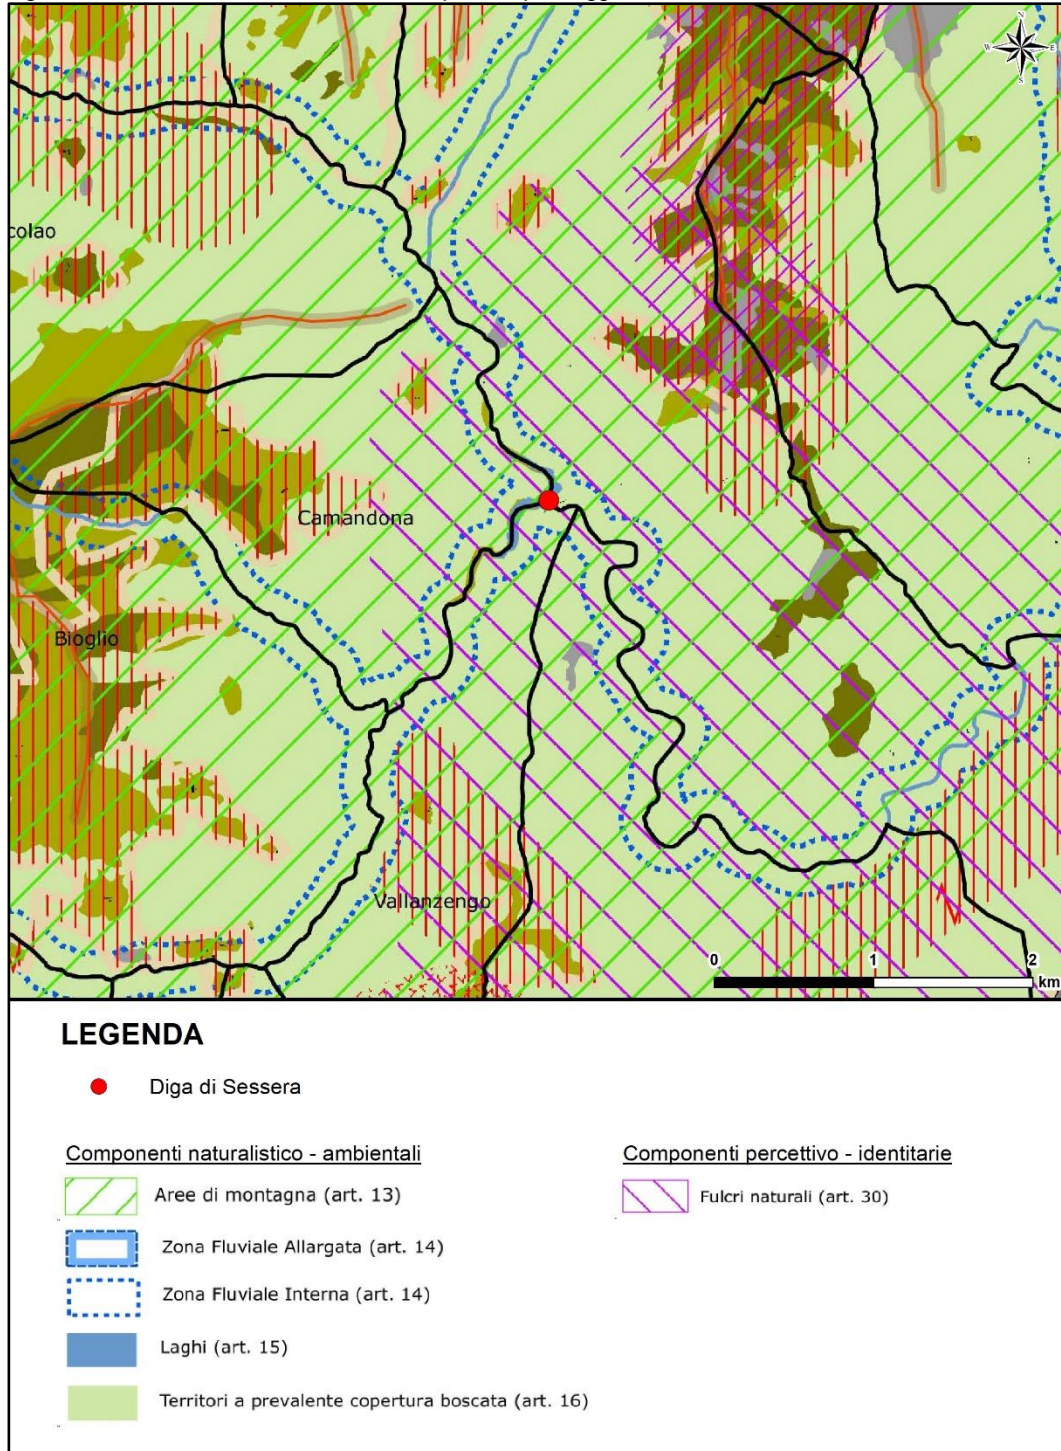 N
W E
S
colao
Camandona
Bioglio
Vallanzengo
0 1 2
km
LEGENDA
Diga di Sessera
Componenti naturalistico - ambientali
Aree di montagna (art. 13)
Zona Fluviale Allargata (art. 14)
Zona Fluviale Interna (art. 14)
Laghi (art. 15)
Territori a prevalente copertura boscata (art. 16)
Componenti percettivo - identitarie
Fulcri naturali (art. 30)